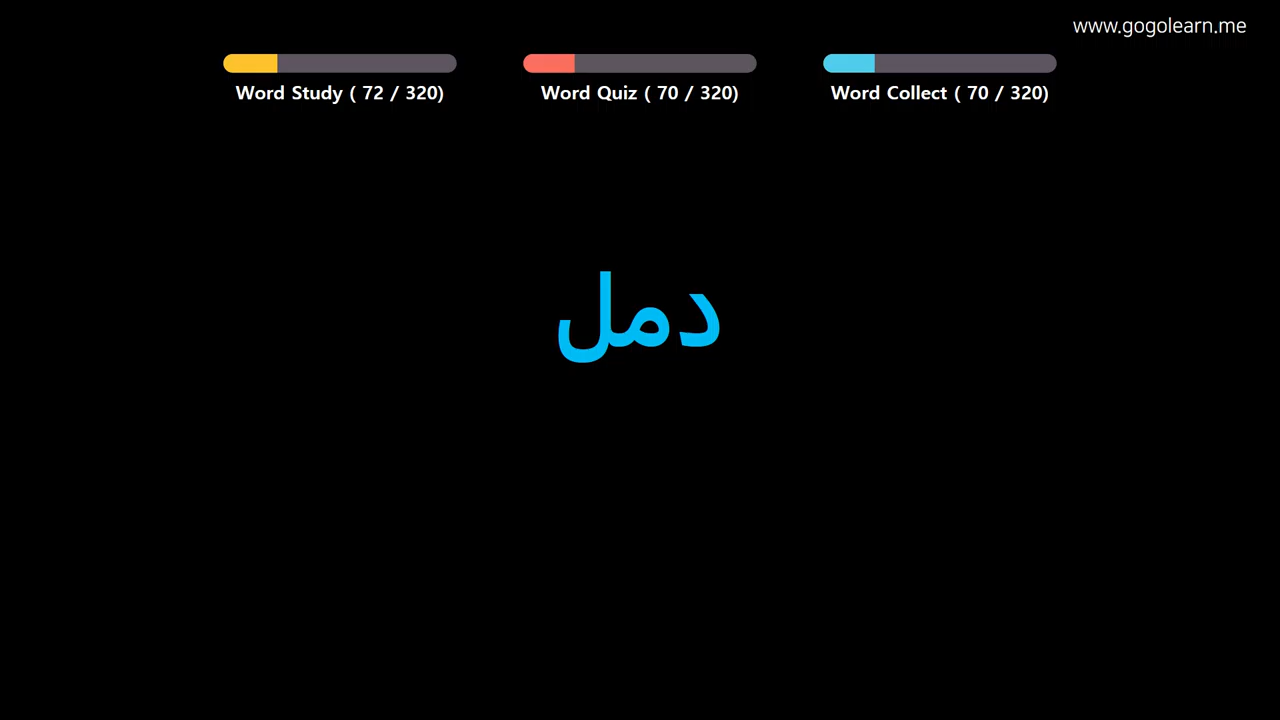 www.gogolearn.me
Word Study ( 72 / 320)
Word Quiz ( 70 / 320)
Word Collect ( 70 / 320)
دمل